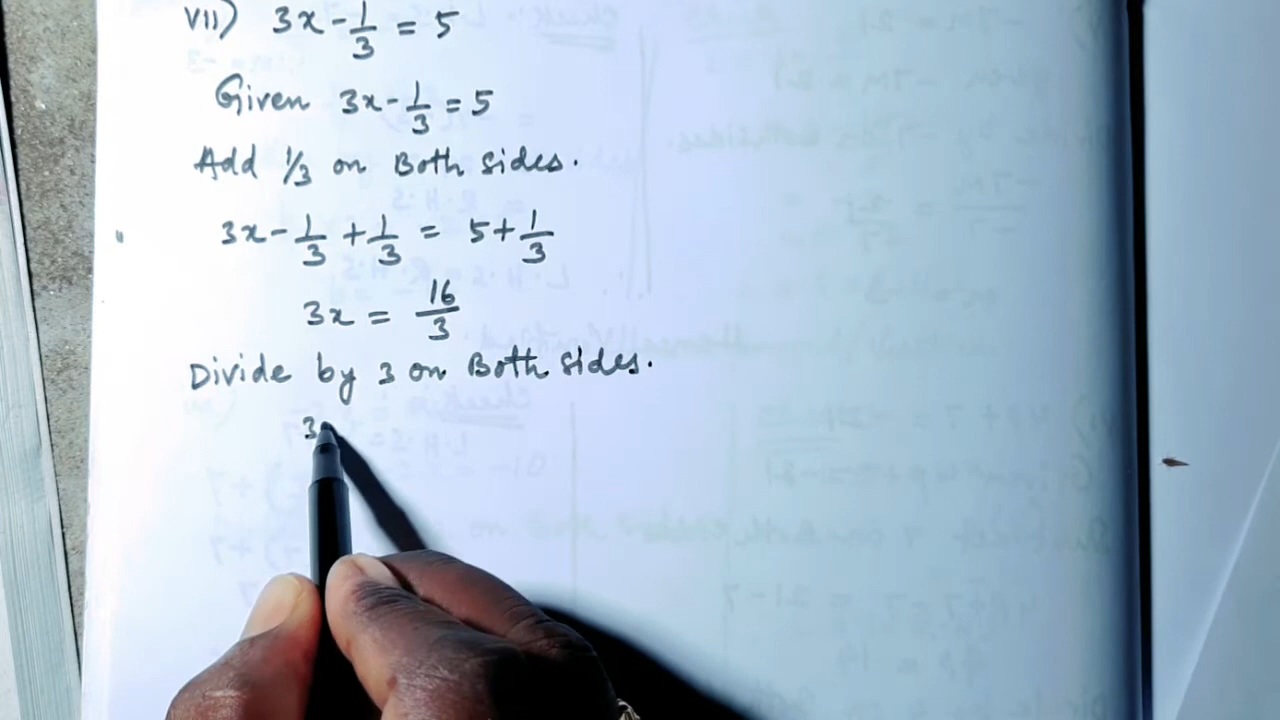 VII) 3x - 1/3 = 5
Given 3x - 1/3 = 5
Add 1/3 on Both sides.
3x - 1/3 + 1/3 = 5 + 1/3
3x = 16/3
Divide by 3 on Both sides.
3